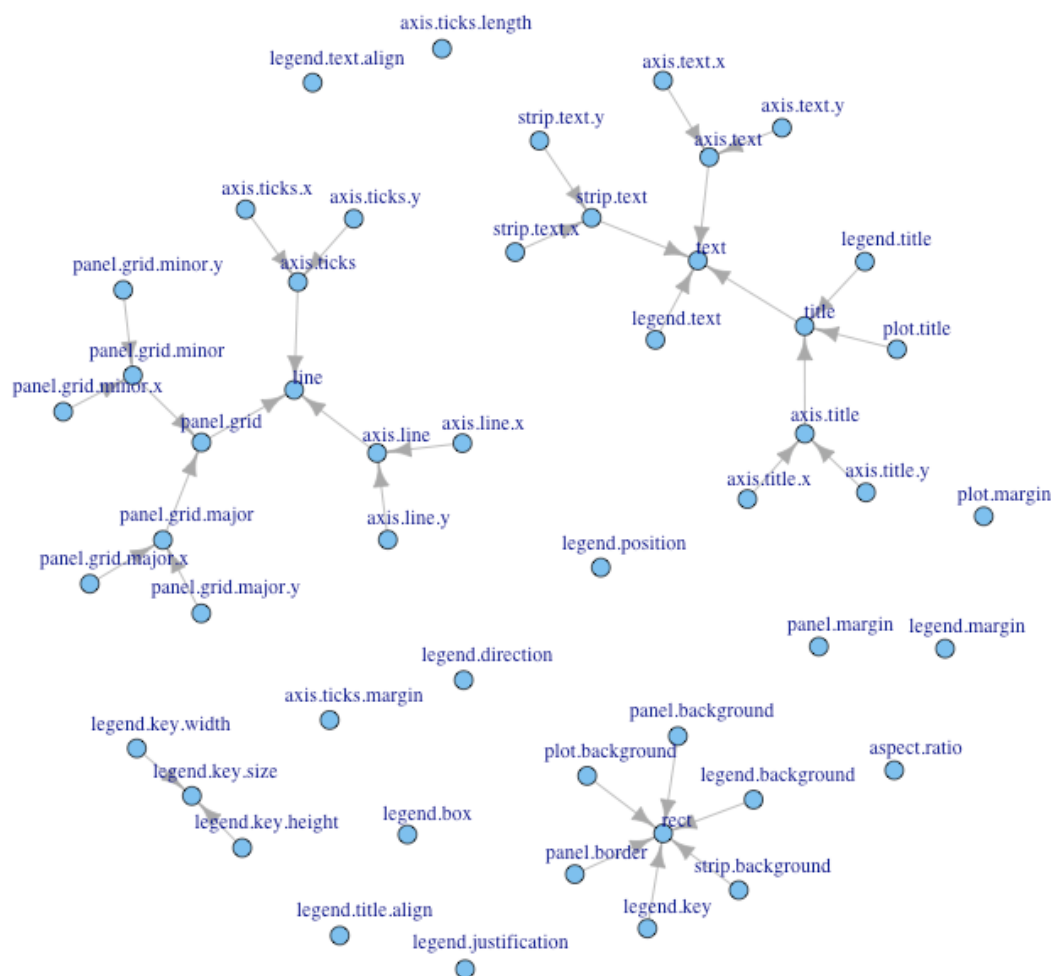 axis.ticks.length
legend.text.align
axis.text.x
axis.text.y
strip.text.y
axis.text
axis.ticks.x
axis.ticks.y
strip.text
strip.text.x
text
legend.title
panel.grid.minor.y
axis.ticks
legend.text
title
plot.title
panel.grid.minor
panel.grid.minor.x
line
panel.grid
axis.line
axis.line.x
axis.title
axis.title.x
axis.title.y
plot.margin
panel.grid.major
axis.line.y
legend.position
panel.grid.major.x
panel.grid.major.y
panel.margin
legend.margin
legend.direction
axis.ticks.margin
panel.background
legend.key.width
plot.background
aspect.ratio
legend.key.size
legend.background
legend.box
rect
legend.key.height
panel.border
strip.background
legend.title.align
legend.key
legend.justification